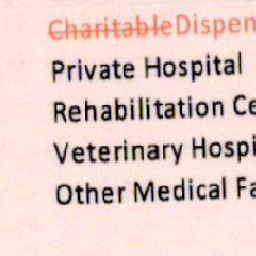 Charitable Dispen
Private Hospital
Rehabilitation Ce
Veterinary Hospi
Other Medical Fa